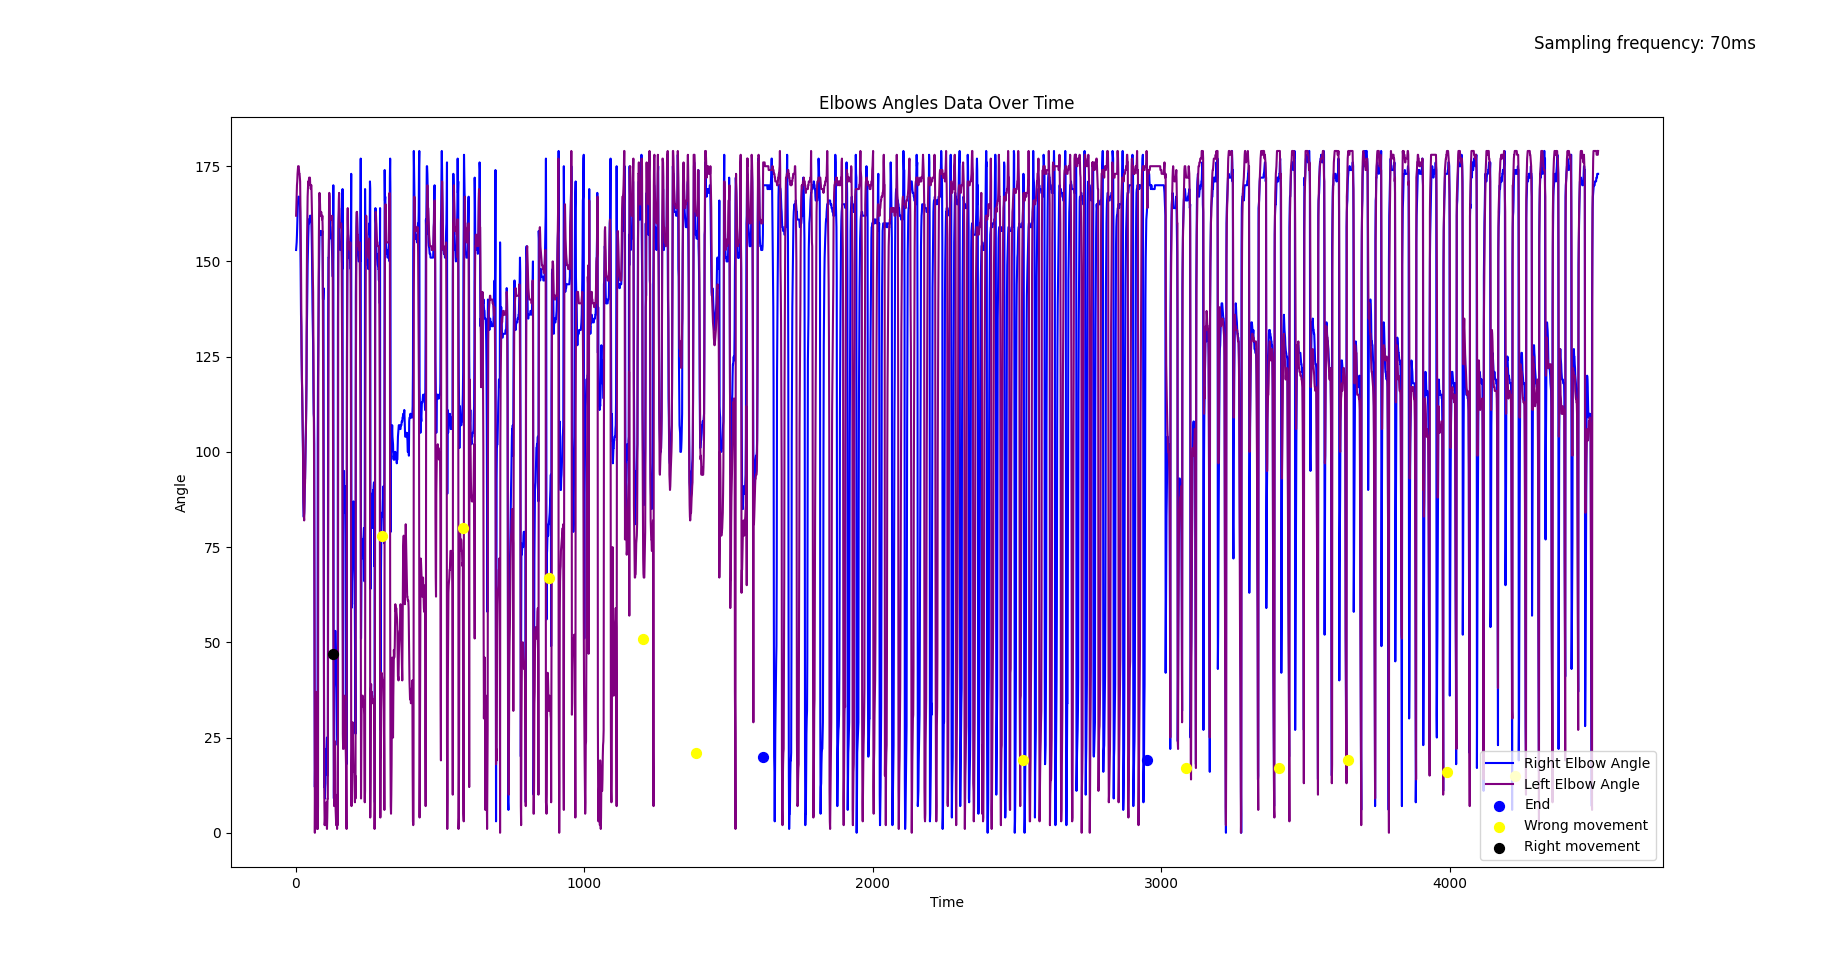 Sampling frequency: 70ms
Elbows Angles Data Over Time
Angle
175
150
125
100
75
50
25
0
0
1000
2000
3000
4000
Time
Right Elbow Angle
Left Elbow Angle
End
Wrong movement
Right movement